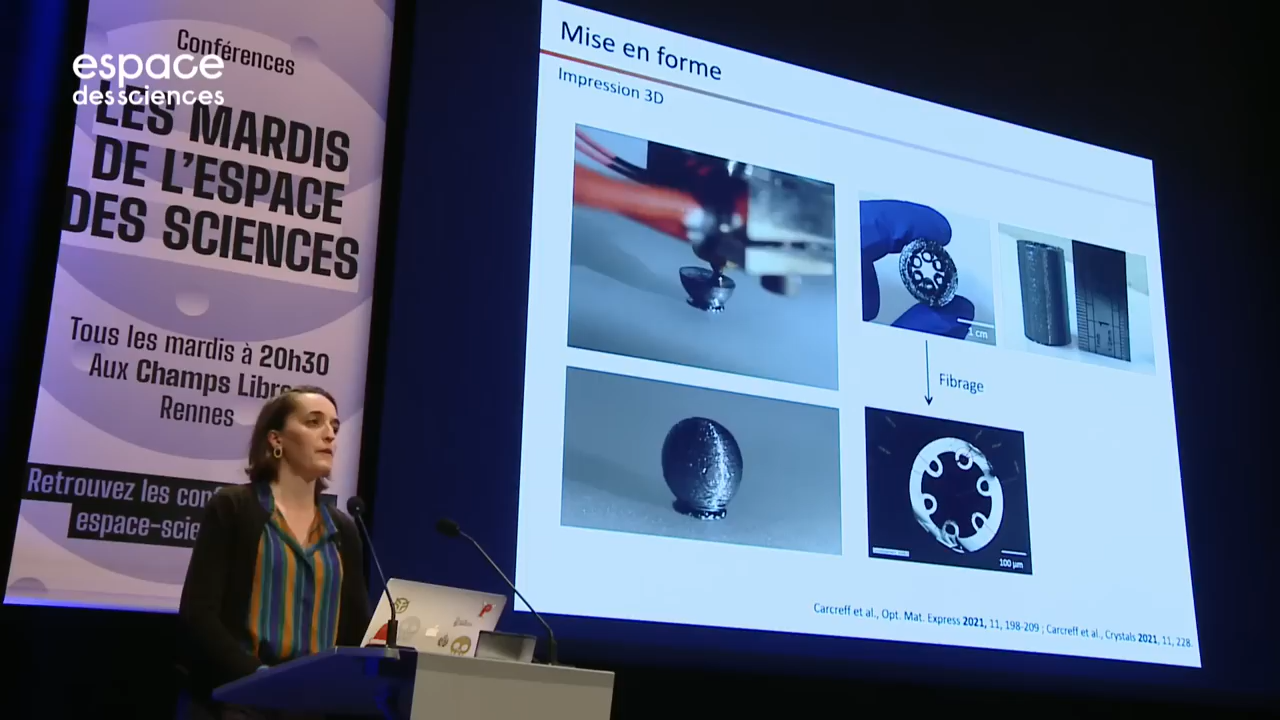 Conférences
espace
des sciences
LES MARDIS
DE L'ESPACE
DES SCIENCES
Tous les mardis à 20h30
Aux Champs Libre
Rennes
Retrouvez les con
espace-scie
Mise en forme
Impression 3D
1 cm
Fibrage
100 µm
Carcreff et al., Opt. Mat. Express 2021, 11, 198-209 ; Carcreff et al., Crystals 2021, 11, 228.